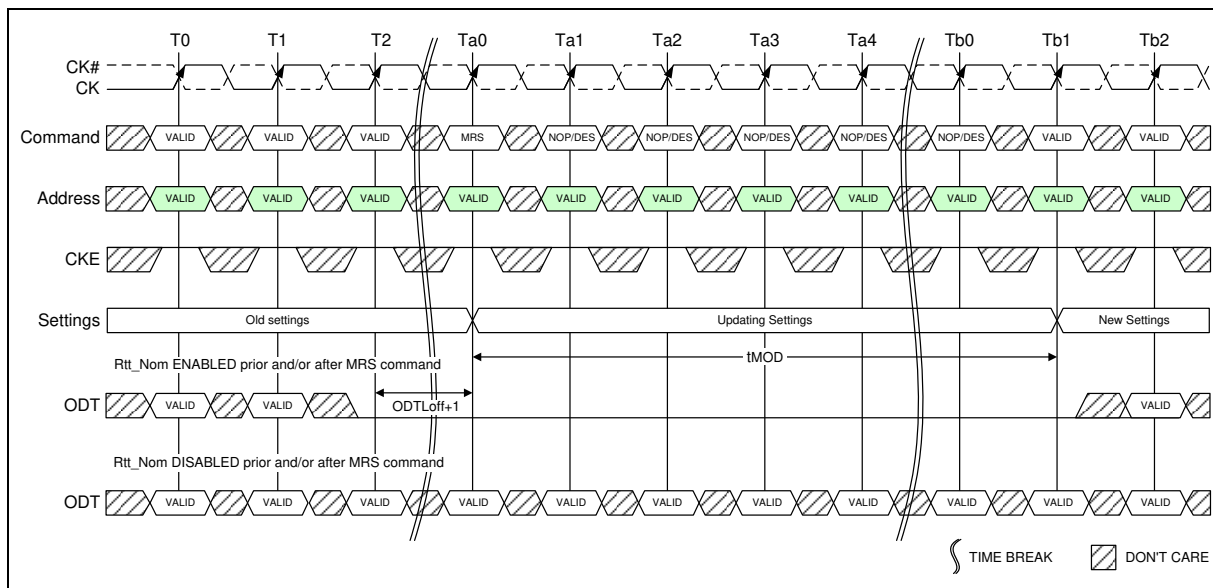 T0 T1 T2 Ta0 Ta1 Ta2 Ta3 Ta4 Tb0 Tb1 Tb2
CK#
CK
Command VALID VALID VALID MRS NOP/DES NOP/DES NOP/DES NOP/DES NOP/DES VALID VALID
Address VALID VALID VALID VALID VALID VALID VALID VALID VALID VALID VALID
CKE
Settings Old settings Updating Settings New Settings
tMOD
Rtt_Nom ENABLED prior and/or after MRS command
ODTLoff+1
ODT VALID VALID VALID
Rtt_Nom DISABLED prior and/or after MRS command
ODT VALID VALID VALID VALID VALID VALID VALID VALID VALID VALID VALID
TIME BREAK DON'T CARE